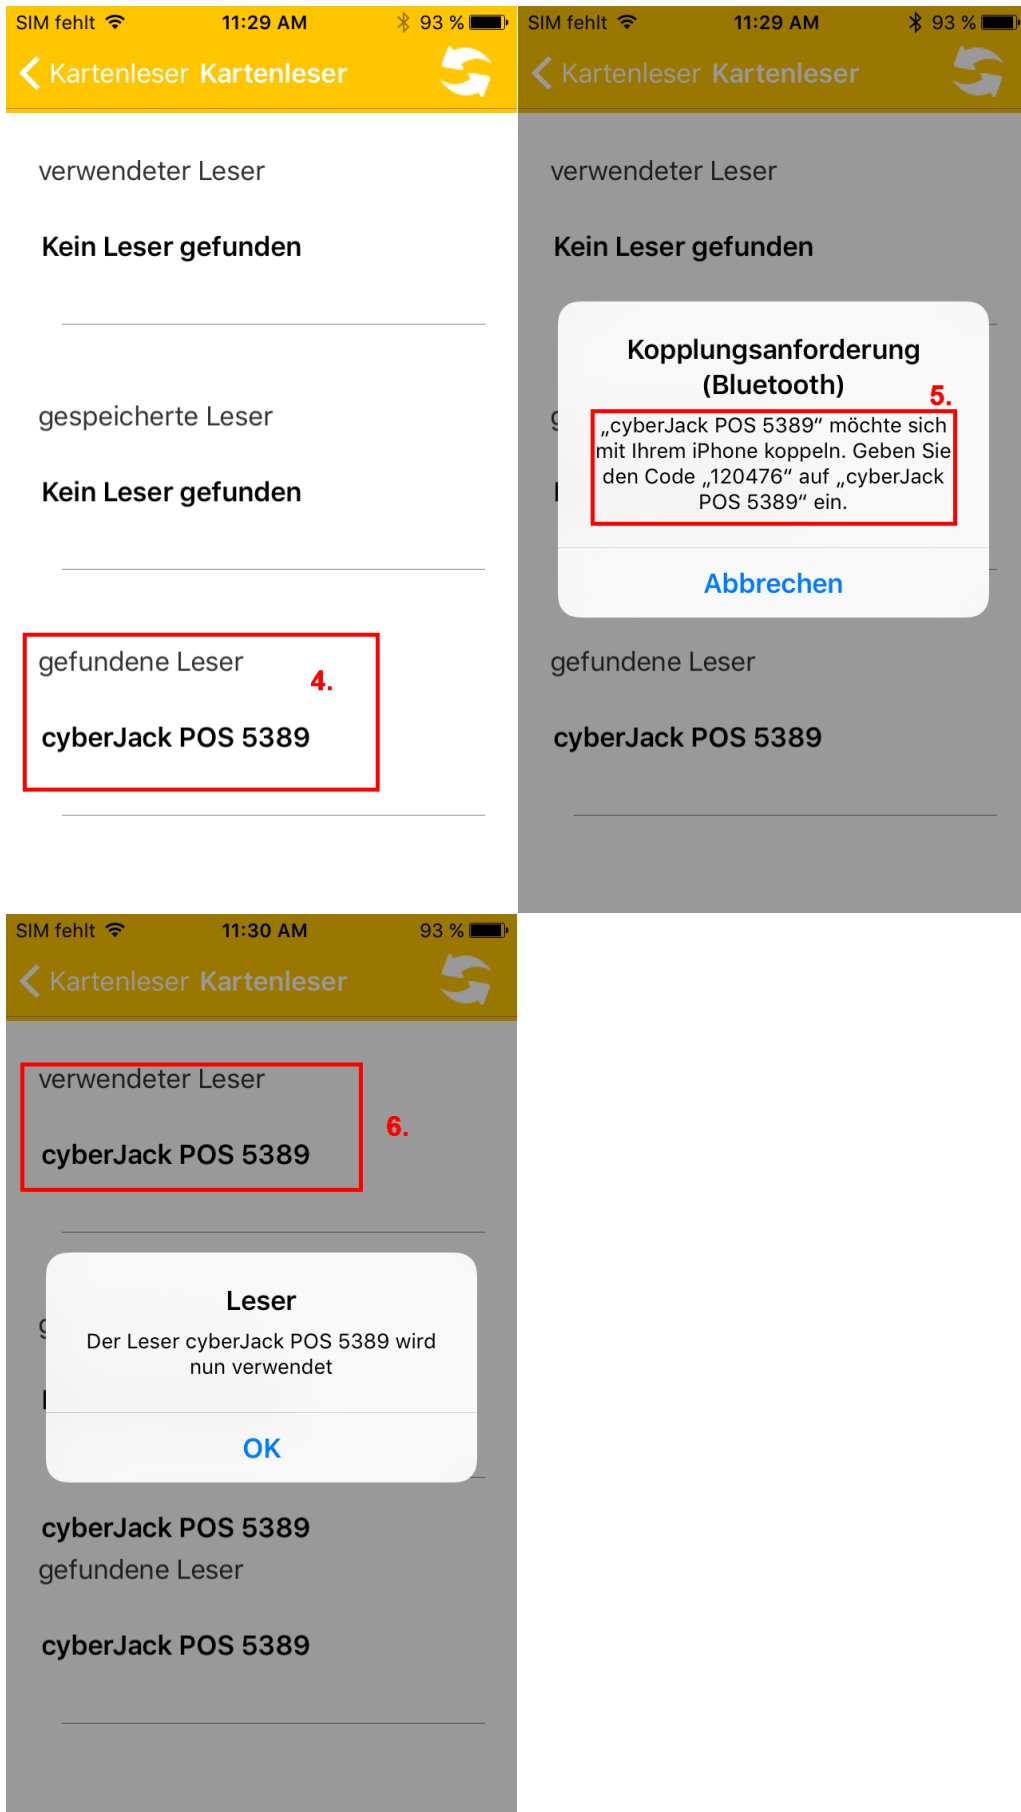 SIM fehlt 11:29 AM 93 %
Kartenleser Kartenleser
verwendeter Leser
Kein Leser gefunden
gespeicherte Leser
Kein Leser gefunden
gefundene Leser
4.
cyberJack POS 5389
SIM fehlt 11:29 AM 93 %
Kartenleser Kartenleser
verwendeter Leser
Kein Leser gefunden
Kopplungsanforderung
(Bluetooth)
5.
„cyberJack POS 5389“ möchte sich
mit Ihrem iPhone koppeln. Geben Sie
den Code „120476“ auf „cyberJack
POS 5389“ ein.
Abbrechen
gefundene Leser
cyberJack POS 5389
SIM fehlt 11:30 AM 93 %
Kartenleser Kartenleser
verwendeter Leser
6.
cyberJack POS 5389
Leser
Der Leser cyberJack POS 5389 wird
nun verwendet
OK
cyberJack POS 5389
gefundene Leser
cyberJack POS 5389